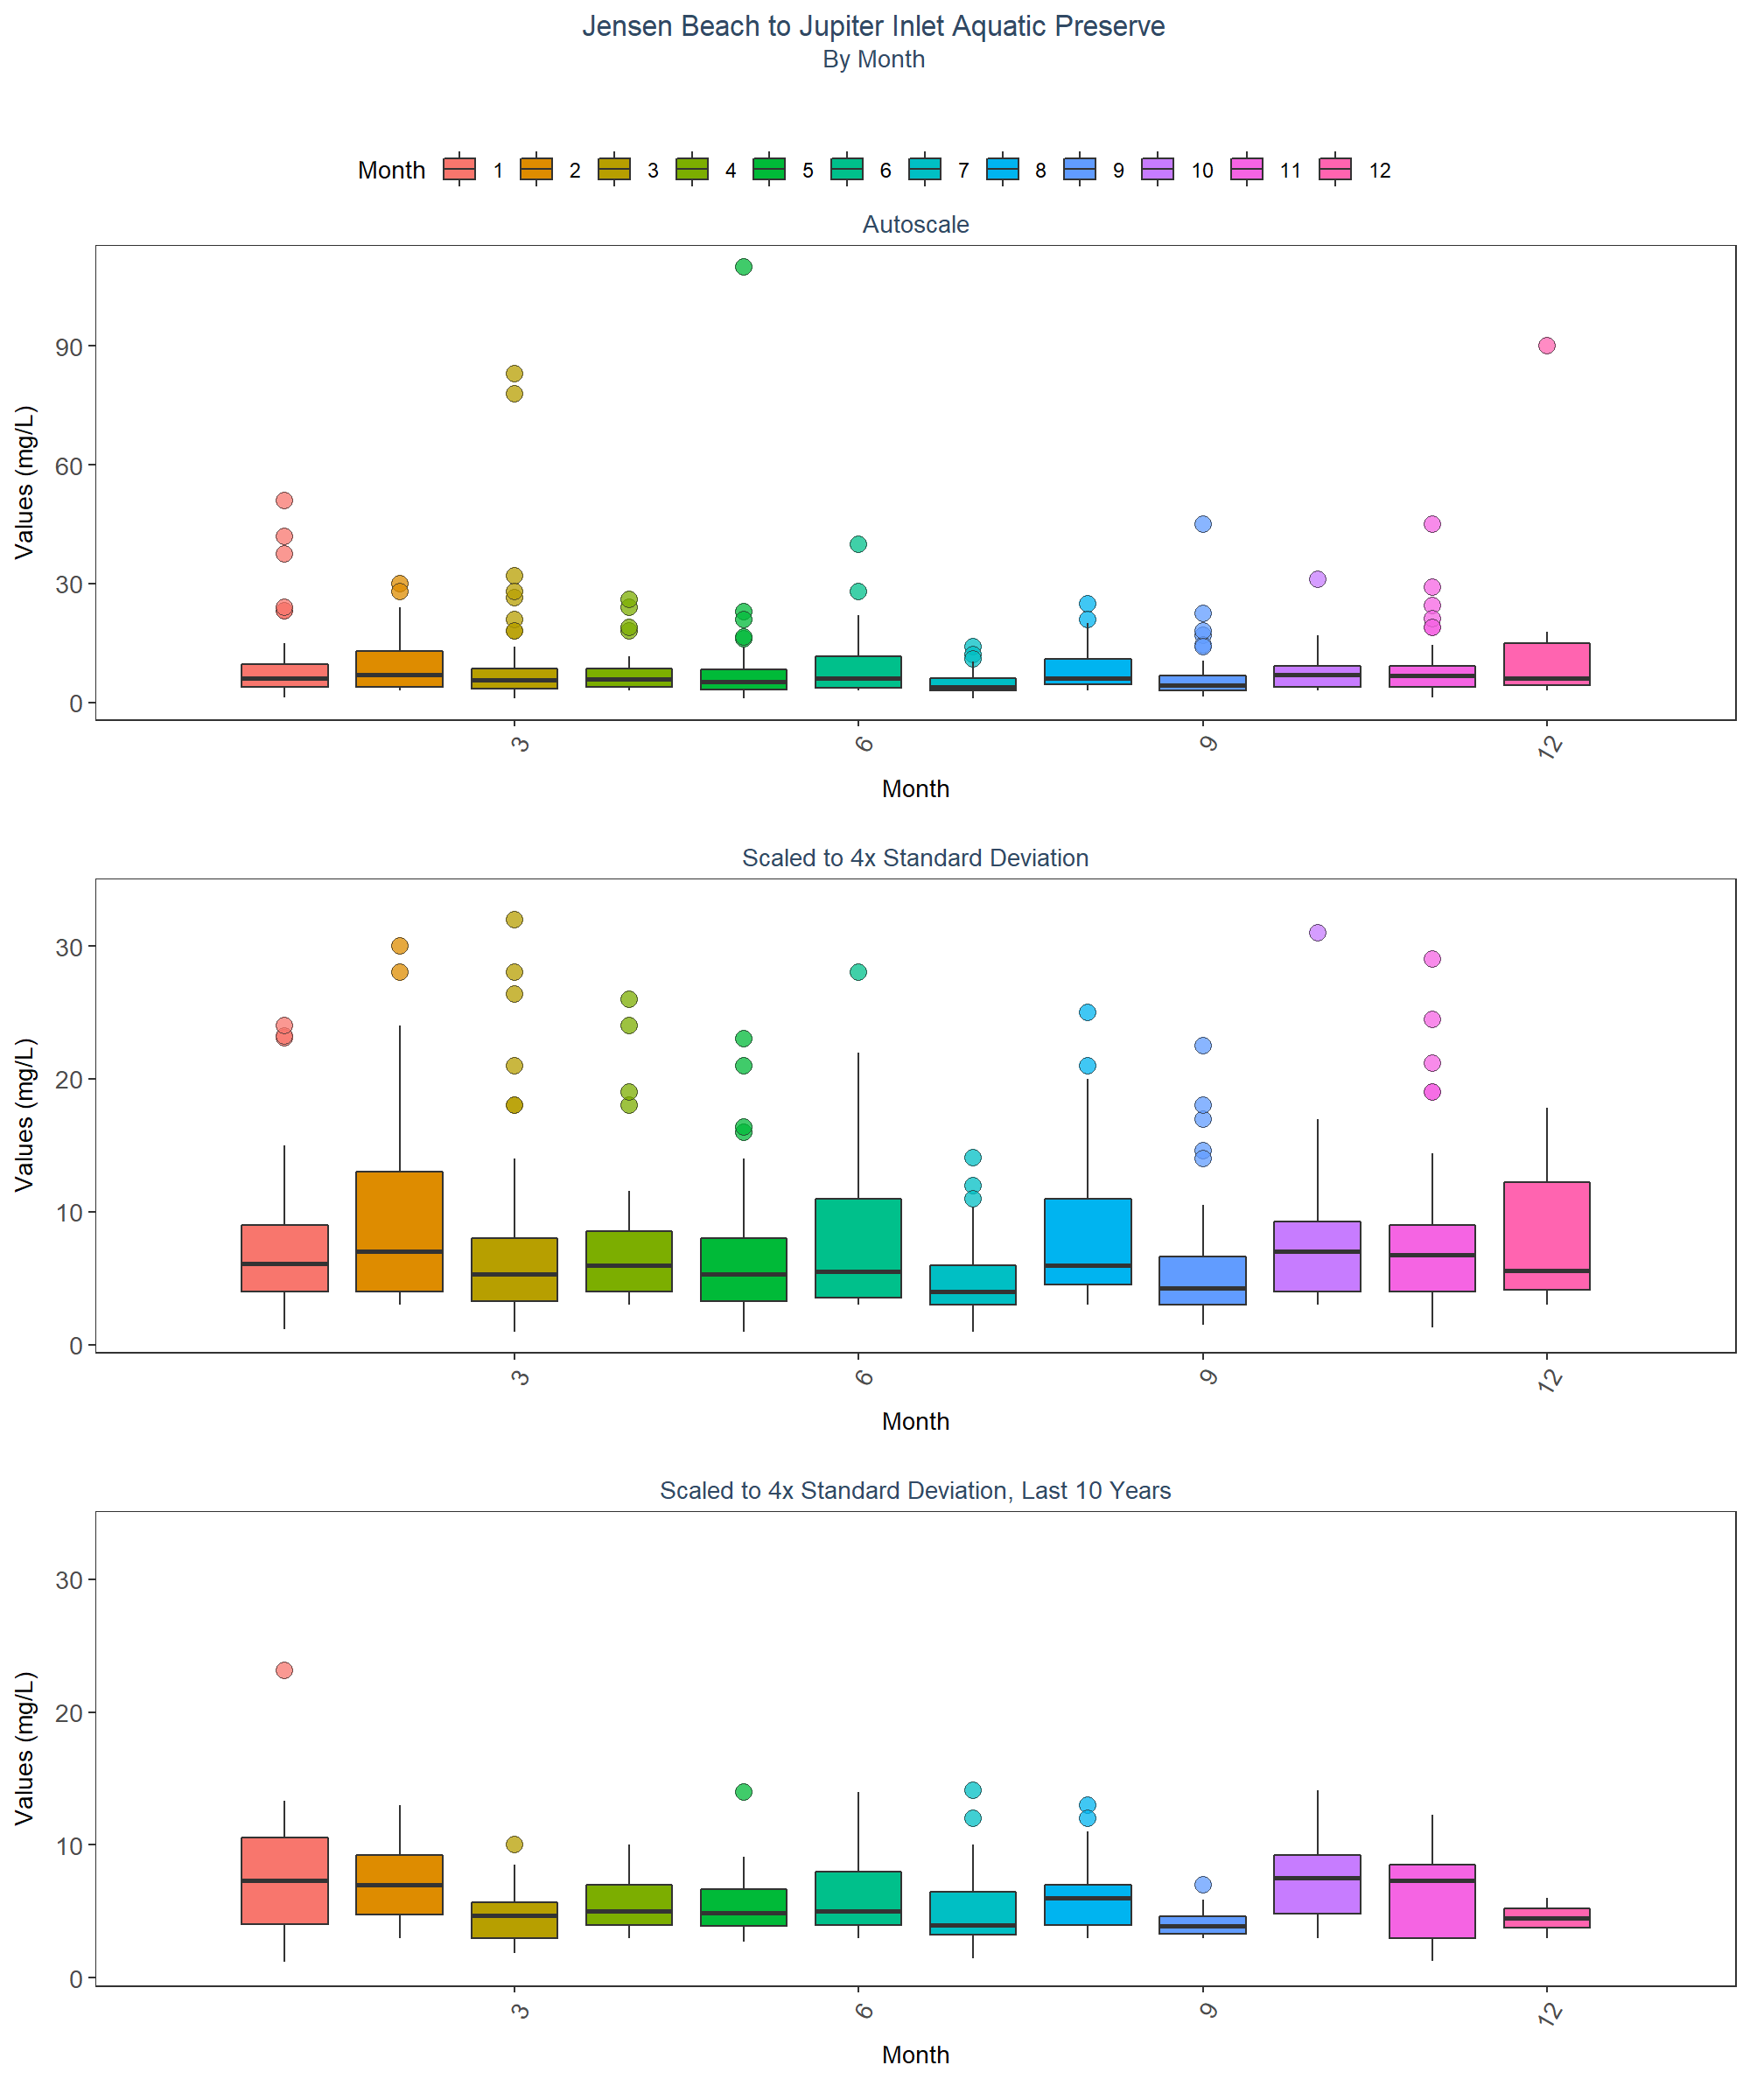 Jensen Beach to Jupiter Inlet Aquatic Preserve
By Month
Month 1 2 3 4 5 6 7 8 9 10 11 12
Autoscale
Values (mg/L)
90
60
30
0
3 6 9 12
Month
Scaled to 4x Standard Deviation
Values (mg/L)
30
20
10
0
3 6 9 12
Month
Scaled to 4x Standard Deviation, Last 10 Years
Values (mg/L)
30
20
10
0
3 6 9 12
Month